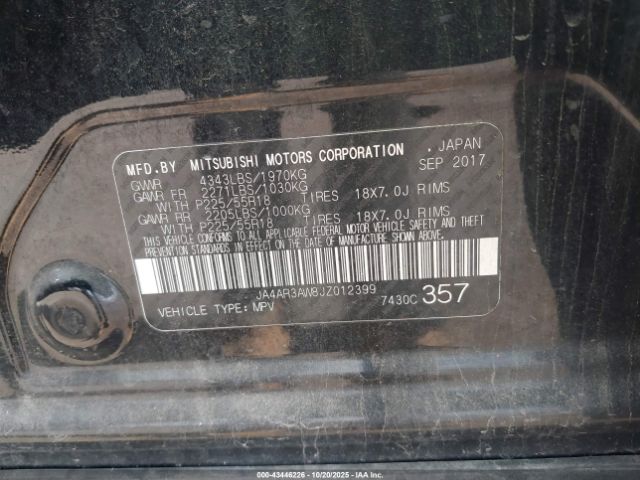 MFD.BY MITSUBISHI MOTORS CORPORATION . JAPAN
GVWR 4343LBS/1970KG SEP 2017
GAWR FR 2271LBS/1030KG
WITH P225/55R18 TIRES 18X7.0J RIMS
GAWR RR 2205LBS/1000KG
WITH P225/55R18 TIRES 18X7.0J RIMS
THIS VEHICLE CONFORMS TO ALL APPLICABLE FEDERAL MOTOR VEHICLE SAFETY AND THEFT
PREVENTION STANDARDS IN EFFECT ON THE DATE OF MANUFACTURE SHOWN ABOVE.
JA4AR3AW8JZ012399
VEHICLE TYPE: MPV 7430C 357
000-43446226 - 10/20/2025 - IAA Inc.